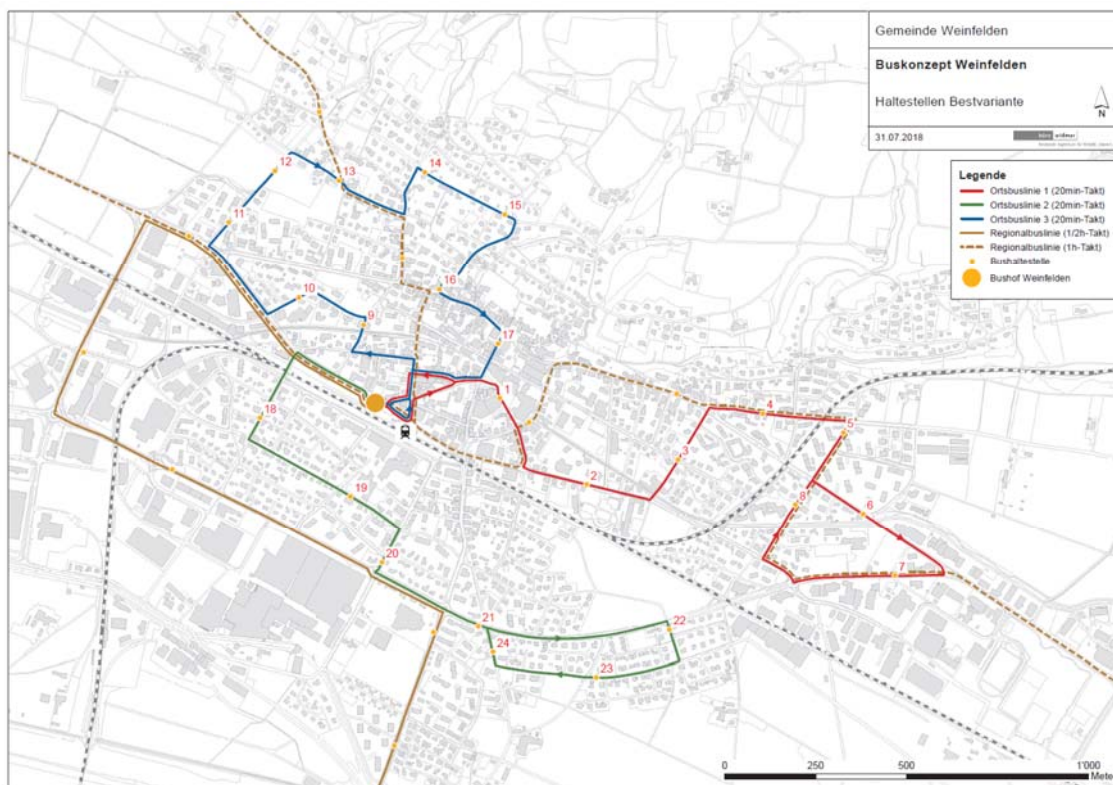 Gemeinde Weinfelden
Buskonzept Weinfelden
Haltestellen Bestvariante
N
31.07.2018
Legende
Ortsbuslinie 1 (20min-Takt)
Ortsbuslinie 2 (20min-Takt)
Ortsbuslinie 3 (20min-Takt)
Regionalbuslinie (1/2h-Takt)
Regionalbuslinie (1h-Takt)
Bushaltestelle
Bushof Weinfelden
12
13
14
11
15
10
16
9
17
1
18
4
5
3
2
19
8
6
20
7
21
22
24
23
0
250
500
1'000
Mete